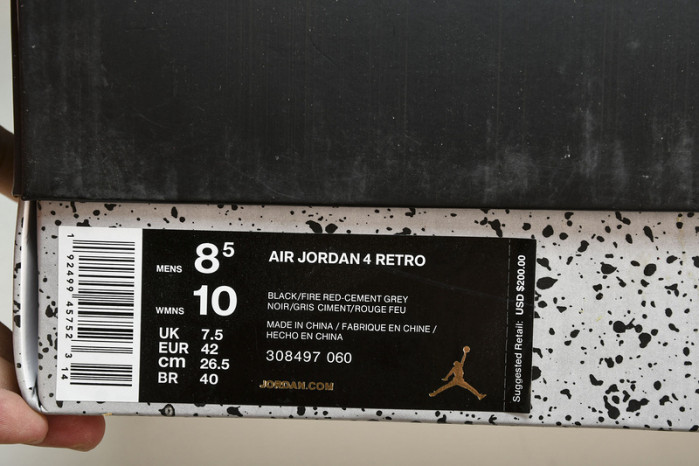 1 92499 45752 3 14
MENS 8⁵
WMNS 10
UK 7.5
EUR 42
cm 26.5
BR 40
AIR JORDAN 4 RETRO
BLACK/FIRE RED-CEMENT GREY
NOIR/GRIS CIMENT/ROUGE FEU
MADE IN CHINA / FABRIQUE EN CHINE /
HECHO EN CHINA
308497 060
JORDAN.COM
Suggested Retail: USD $200.00